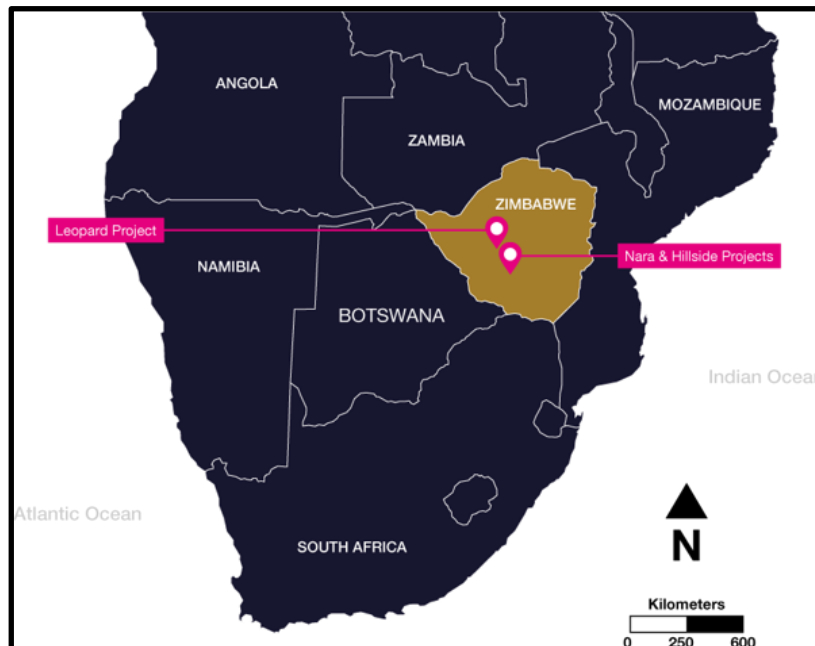 ANGOLA
MOZAMBIQUE
ZAMBIA
ZIMBABWE
Leopard Project
Nara & Hillside Projects
NAMIBIA
BOTSWANA
Indian Ocean
Atlantic Ocean
SOUTH AFRICA
N
Kilometers
0 250 600